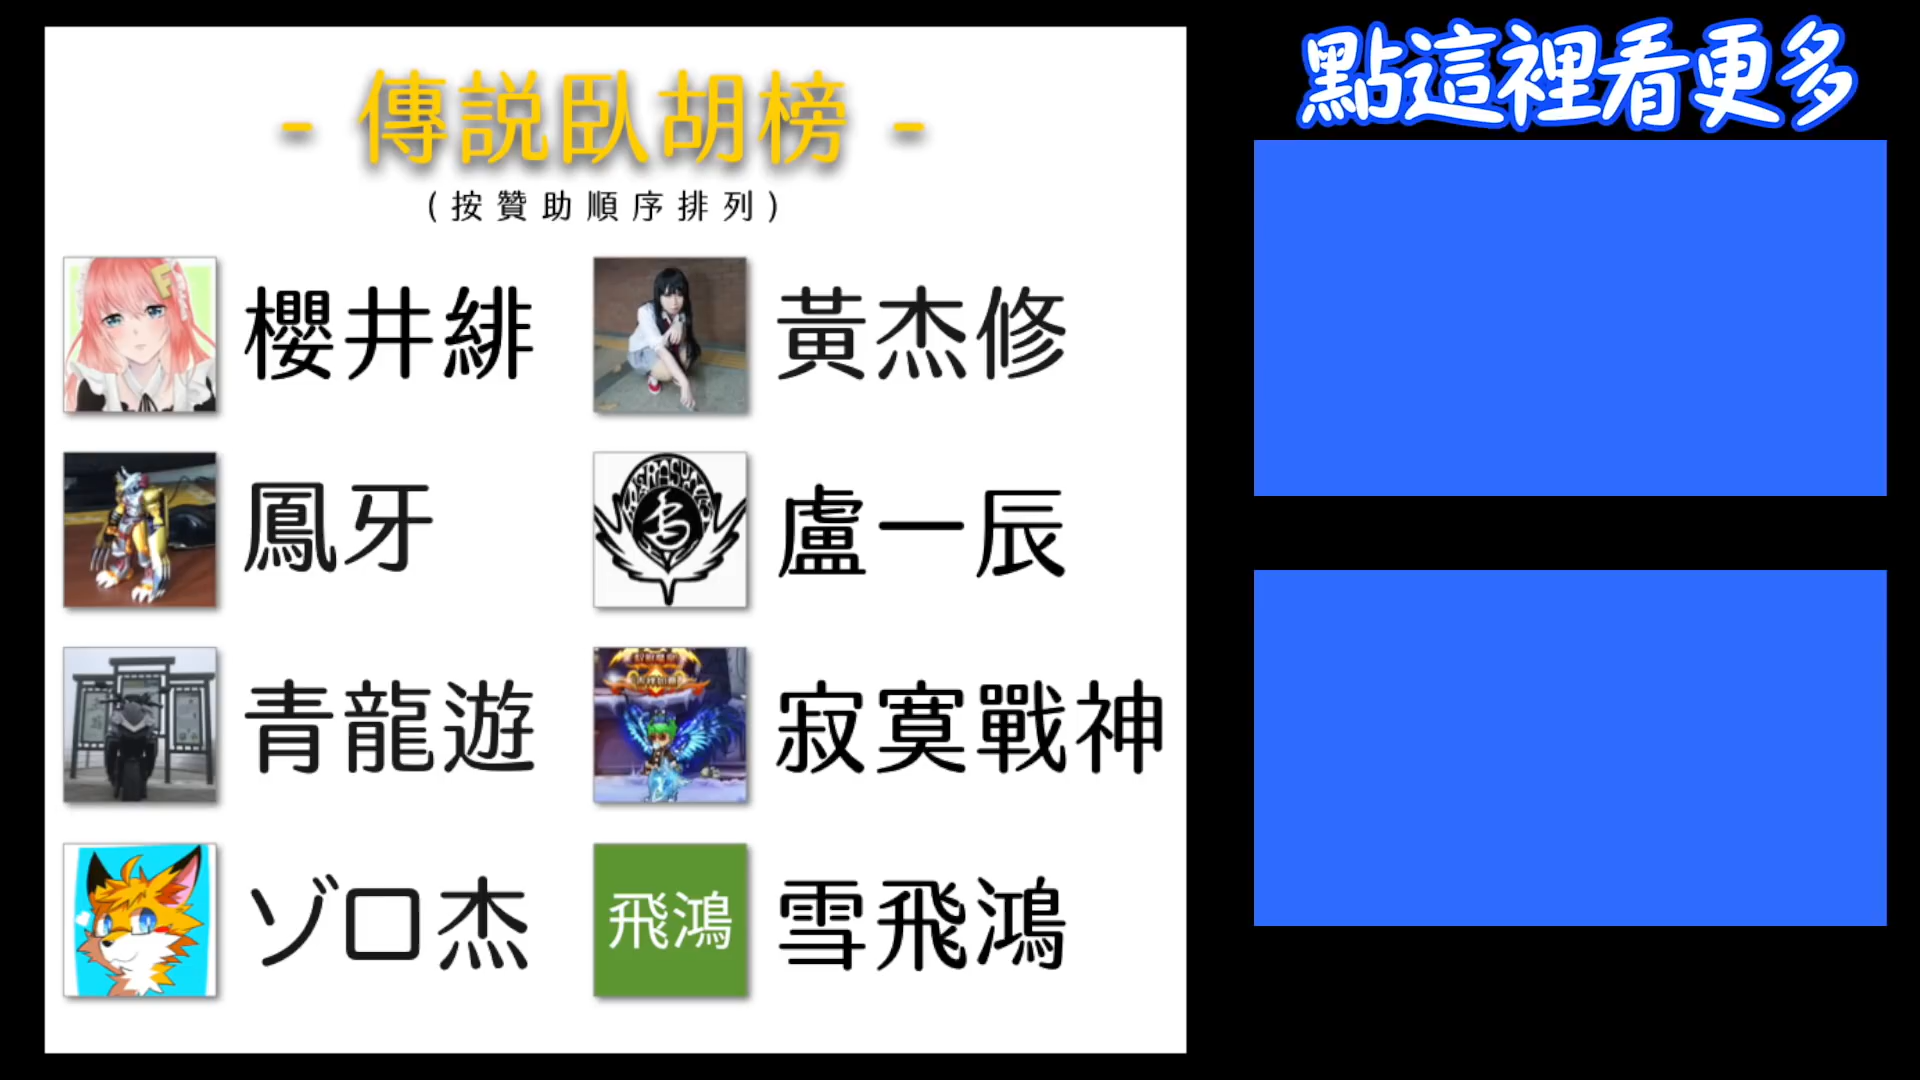 - 傳説臥胡榜 -
(按贊助順序排列)
櫻井緋
黃杰修
鳳牙
盧一辰
青龍遊
寂寞戰神
ゾロ杰
飛鴻
雪飛鴻
點這裡看更多